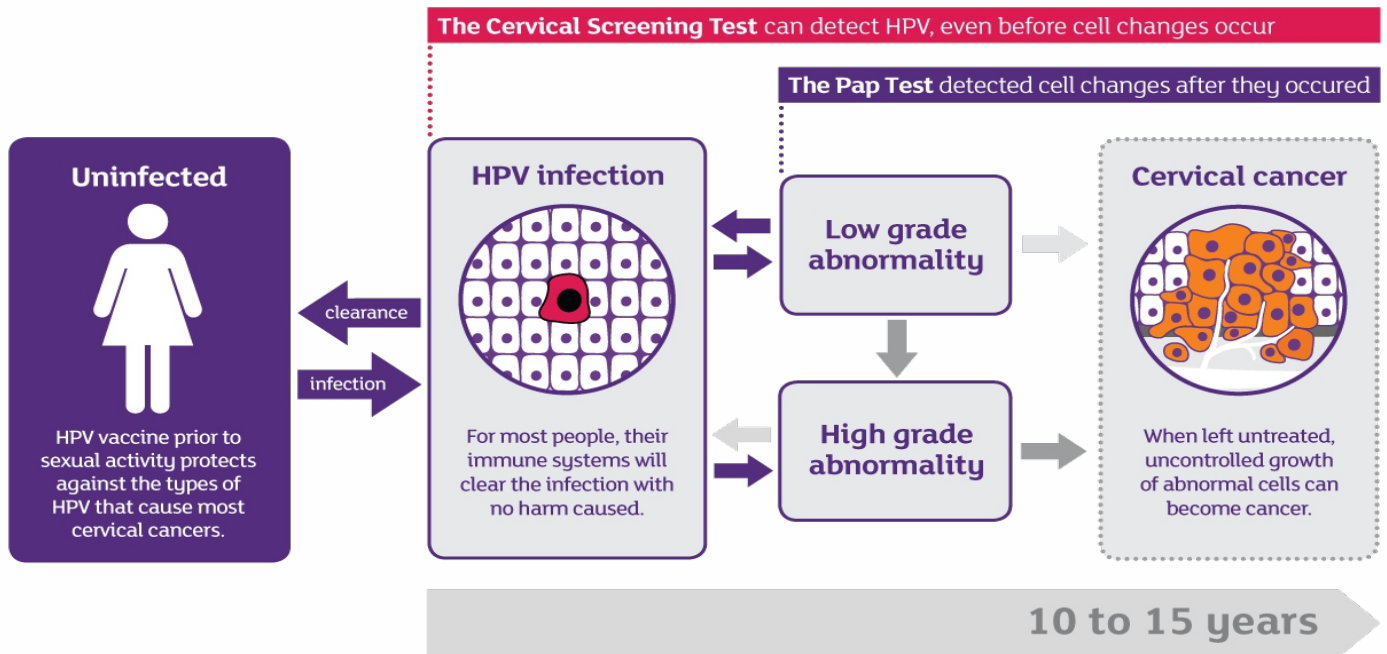 The Cervical Screening Test can detect HPV, even before cell changes occur
The Pap Test detected cell changes after they occured
Uninfected
HPV vaccine prior to
sexual activity protects
against the types of
HPV that cause most
cervical cancers.
clearance
infection
HPV infection
For most people, their
immune systems will
clear the infection with
no harm caused.
Low grade
abnormality
High grade
abnormality
Cervical cancer
When left untreated,
uncontrolled growth
of abnormal cells can
become cancer.
10 to 15 years